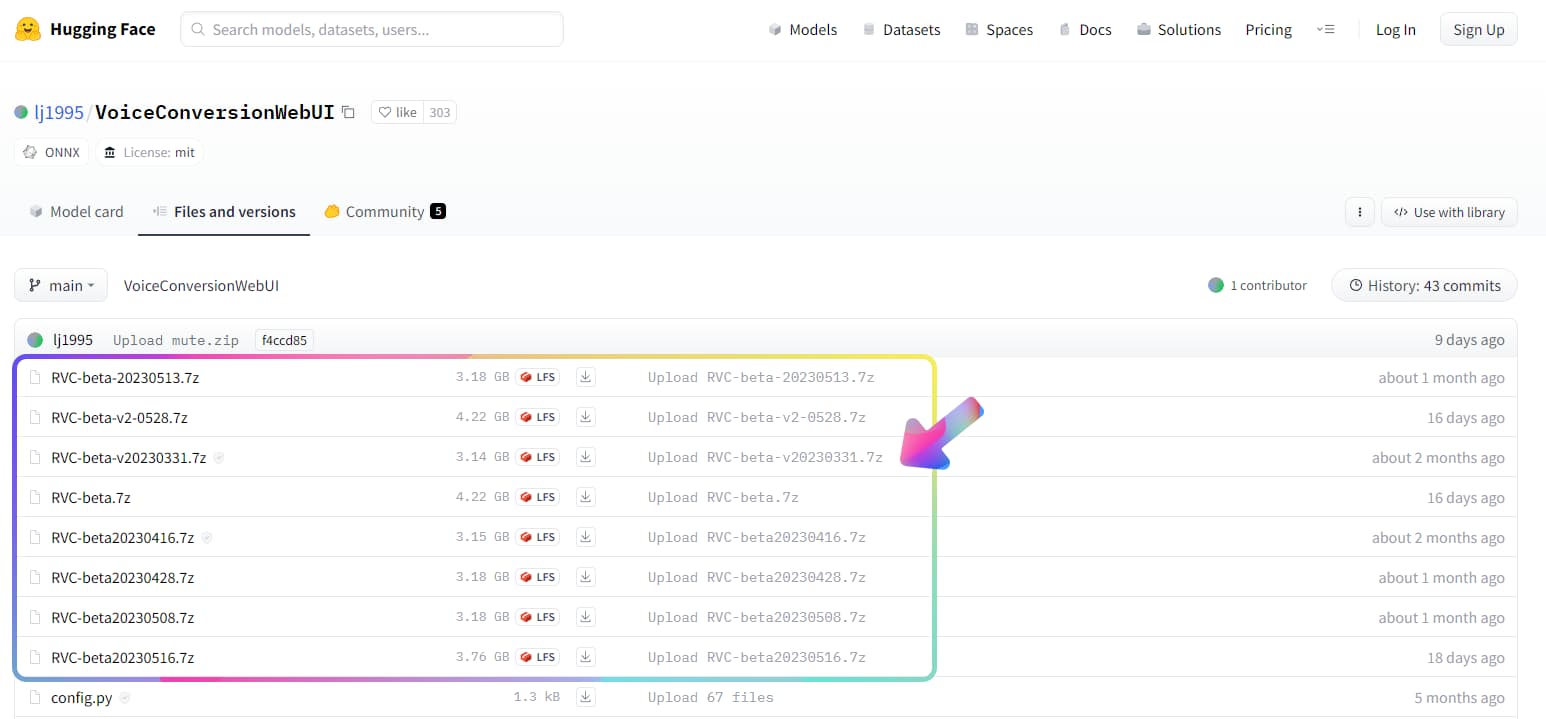 Hugging Face Search models, datasets, users... Models Datasets Spaces Docs Solutions Pricing Log In Sign Up
lj1995/VoiceConversionWebUI like 303
ONNX License: mit
Model card Files and versions Community 5 Use with library
main VoiceConversionWebUI 1 contributor History: 43 commits
lj1995 Upload mute.zip f4ccd85 9 days ago
RVC-beta-20230513.7z 3.18 GB LFS Upload RVC-beta-20230513.7z about 1 month ago
RVC-beta-v2-0528.7z 4.22 GB LFS Upload RVC-beta-v2-0528.7z 16 days ago
RVC-beta-v20230331.7z 3.14 GB LFS Upload RVC-beta-v20230331.7z about 2 months ago
RVC-beta.7z 4.22 GB LFS Upload RVC-beta.7z 16 days ago
RVC-beta20230416.7z 3.15 GB LFS Upload RVC-beta20230416.7z about 2 months ago
RVC-beta20230428.7z 3.18 GB LFS Upload RVC-beta20230428.7z about 1 month ago
RVC-beta20230508.7z 3.18 GB LFS Upload RVC-beta20230508.7z about 1 month ago
RVC-beta20230516.7z 3.76 GB LFS Upload RVC-beta20230516.7z 18 days ago
config.py 1.3 kB Upload 67 files 5 months ago